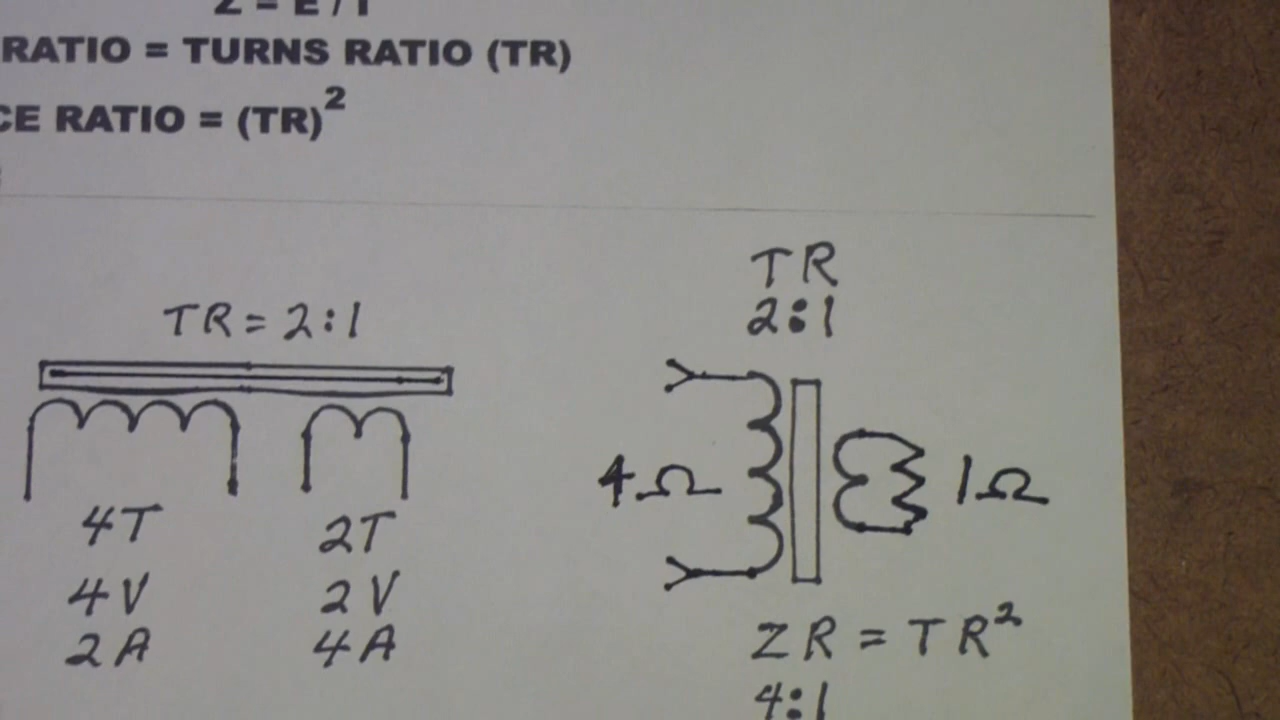 Z = E / I
RATIO = TURNS RATIO (TR)
CE RATIO = (TR)²
TR = 2:1
4T 2T
4V 2V
2A 4A
TR
2:1
4Ω 1Ω
ZR = TR²
4:1